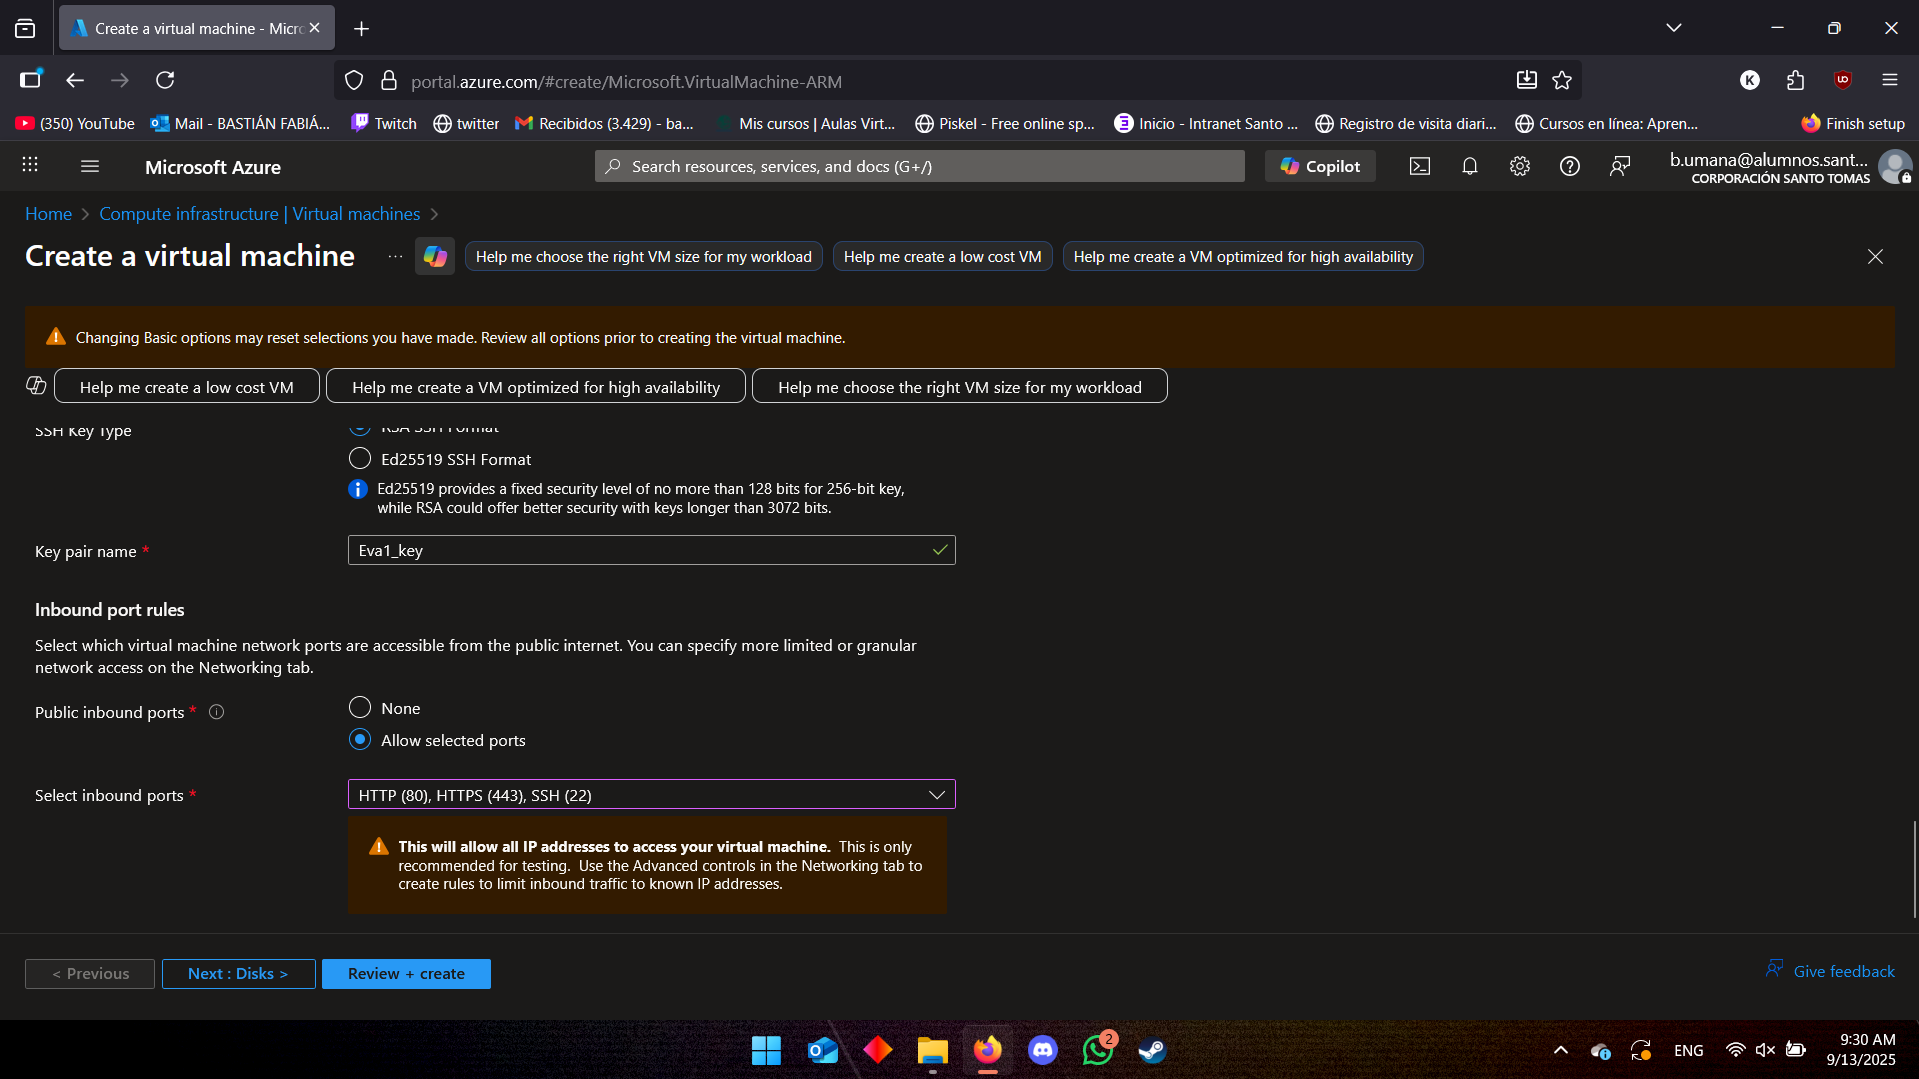 Create a virtual machine - Micro
portal.azure.com/#create/Microsoft.VirtualMachine-ARM
K
(350) YouTube
Mail - BASTIÁN FABIÁ...
Twitch
twitter
Recibidos (3.429) - ba...
Mis cursos | Aulas Virt...
Piskel - Free online sp...
Inicio - Intranet Santo ...
Registro de visita diari...
Cursos en línea: Apren...
Finish setup
Microsoft Azure
Search resources, services, and docs (G+/)
Copilot
b.umana@alumnos.sant...
CORPORACIÓN SANTO TOMAS
Home > Compute infrastructure | Virtual machines >
Create a virtual machine ...
Help me choose the right VM size for my workload
Help me create a low cost VM
Help me create a VM optimized for high availability
Changing Basic options may reset selections you have made. Review all options prior to creating the virtual machine.
Help me create a low cost VM
Help me create a VM optimized for high availability
Help me choose the right VM size for my workload
SSH Key Type
RSA SSH Format
Ed25519 SSH Format
Ed25519 provides a fixed security level of no more than 128 bits for 256-bit key,
while RSA could offer better security with keys longer than 3072 bits.
Key pair name *
Eva1_key
Inbound port rules
Select which virtual machine network ports are accessible from the public internet. You can specify more limited or granular
network access on the Networking tab.
Public inbound ports *
None
Allow selected ports
Select inbound ports *
HTTP (80), HTTPS (443), SSH (22)
This will allow all IP addresses to access your virtual machine. This is only
recommended for testing. Use the Advanced controls in the Networking tab to
create rules to limit inbound traffic to known IP addresses.
< Previous
Next : Disks >
Review + create
Give feedback
2
ENG
9:30 AM
9/13/2025